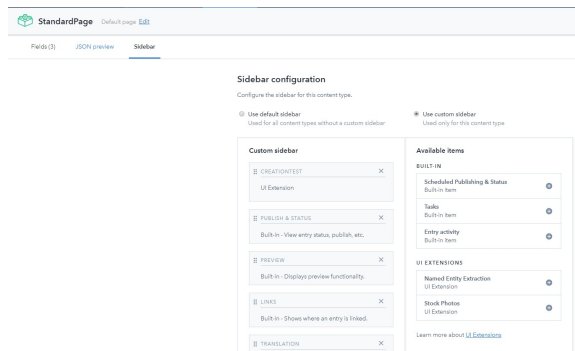 StandardPage Default page Edit
Fields (3) JSON preview Sidebar
Sidebar configuration
Configure the sidebar for this content type.
Use default sidebar
Used for all content types without a custom sidebar
Use custom sidebar
Used only for this content type
Custom sidebar
CREATIONTEST
UI Extension
PUBLISH & STATUS
Built-in - View entry status, publish, etc.
PREVIEW
Built-in - Displays preview functionality.
LINKS
Built-in - Shows where an entry is linked.
TRANSLATION
Available items
BUILT-IN
Scheduled Publishing & Status
Built-in item
Tasks
Built-in item
Entry activity
Built-in item
UI EXTENSIONS
Named Entity Extraction
UI Extension
Stock Photos
UI Extension
Learn more about UI Extensions